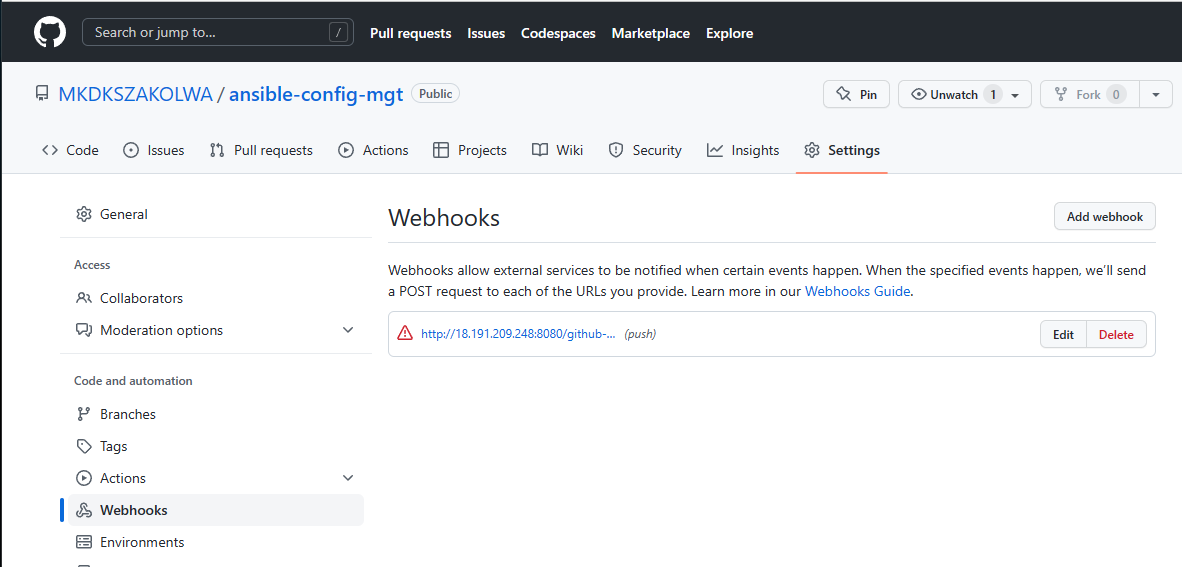 Search or jump to... /
Pull requests Issues Codespaces Marketplace Explore
MKDKSZAKOLWA / ansible-config-mgt Public
Pin Unwatch 1 Fork 0
Code Issues Pull requests Actions Projects Wiki Security Insights Settings
General
Access
Collaborators
Moderation options
Code and automation
Branches
Tags
Actions
Webhooks
Environments
Webhooks
Add webhook
Webhooks allow external services to be notified when certain events happen. When the specified events happen, we'll send
a POST request to each of the URLs you provide. Learn more in our Webhooks Guide.
http://18.191.209.248:8080/github-... (push)
Edit Delete